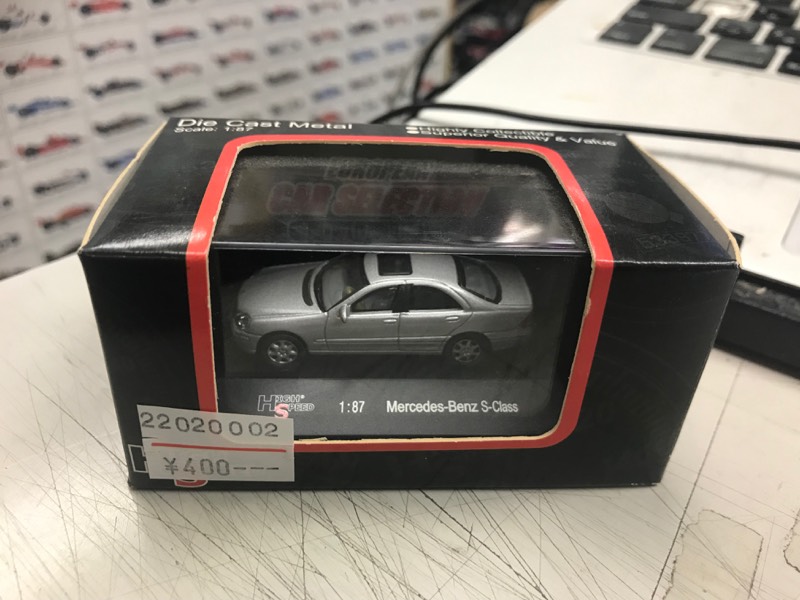 Die Cast Metal
Scale: 1:87
●Highly Collectible
●Superior Quality & Value
EUROPEAN
CAR SELECTION
HIGH® SPEED 1:87 Mercedes-Benz S-Class
22020002
¥400----